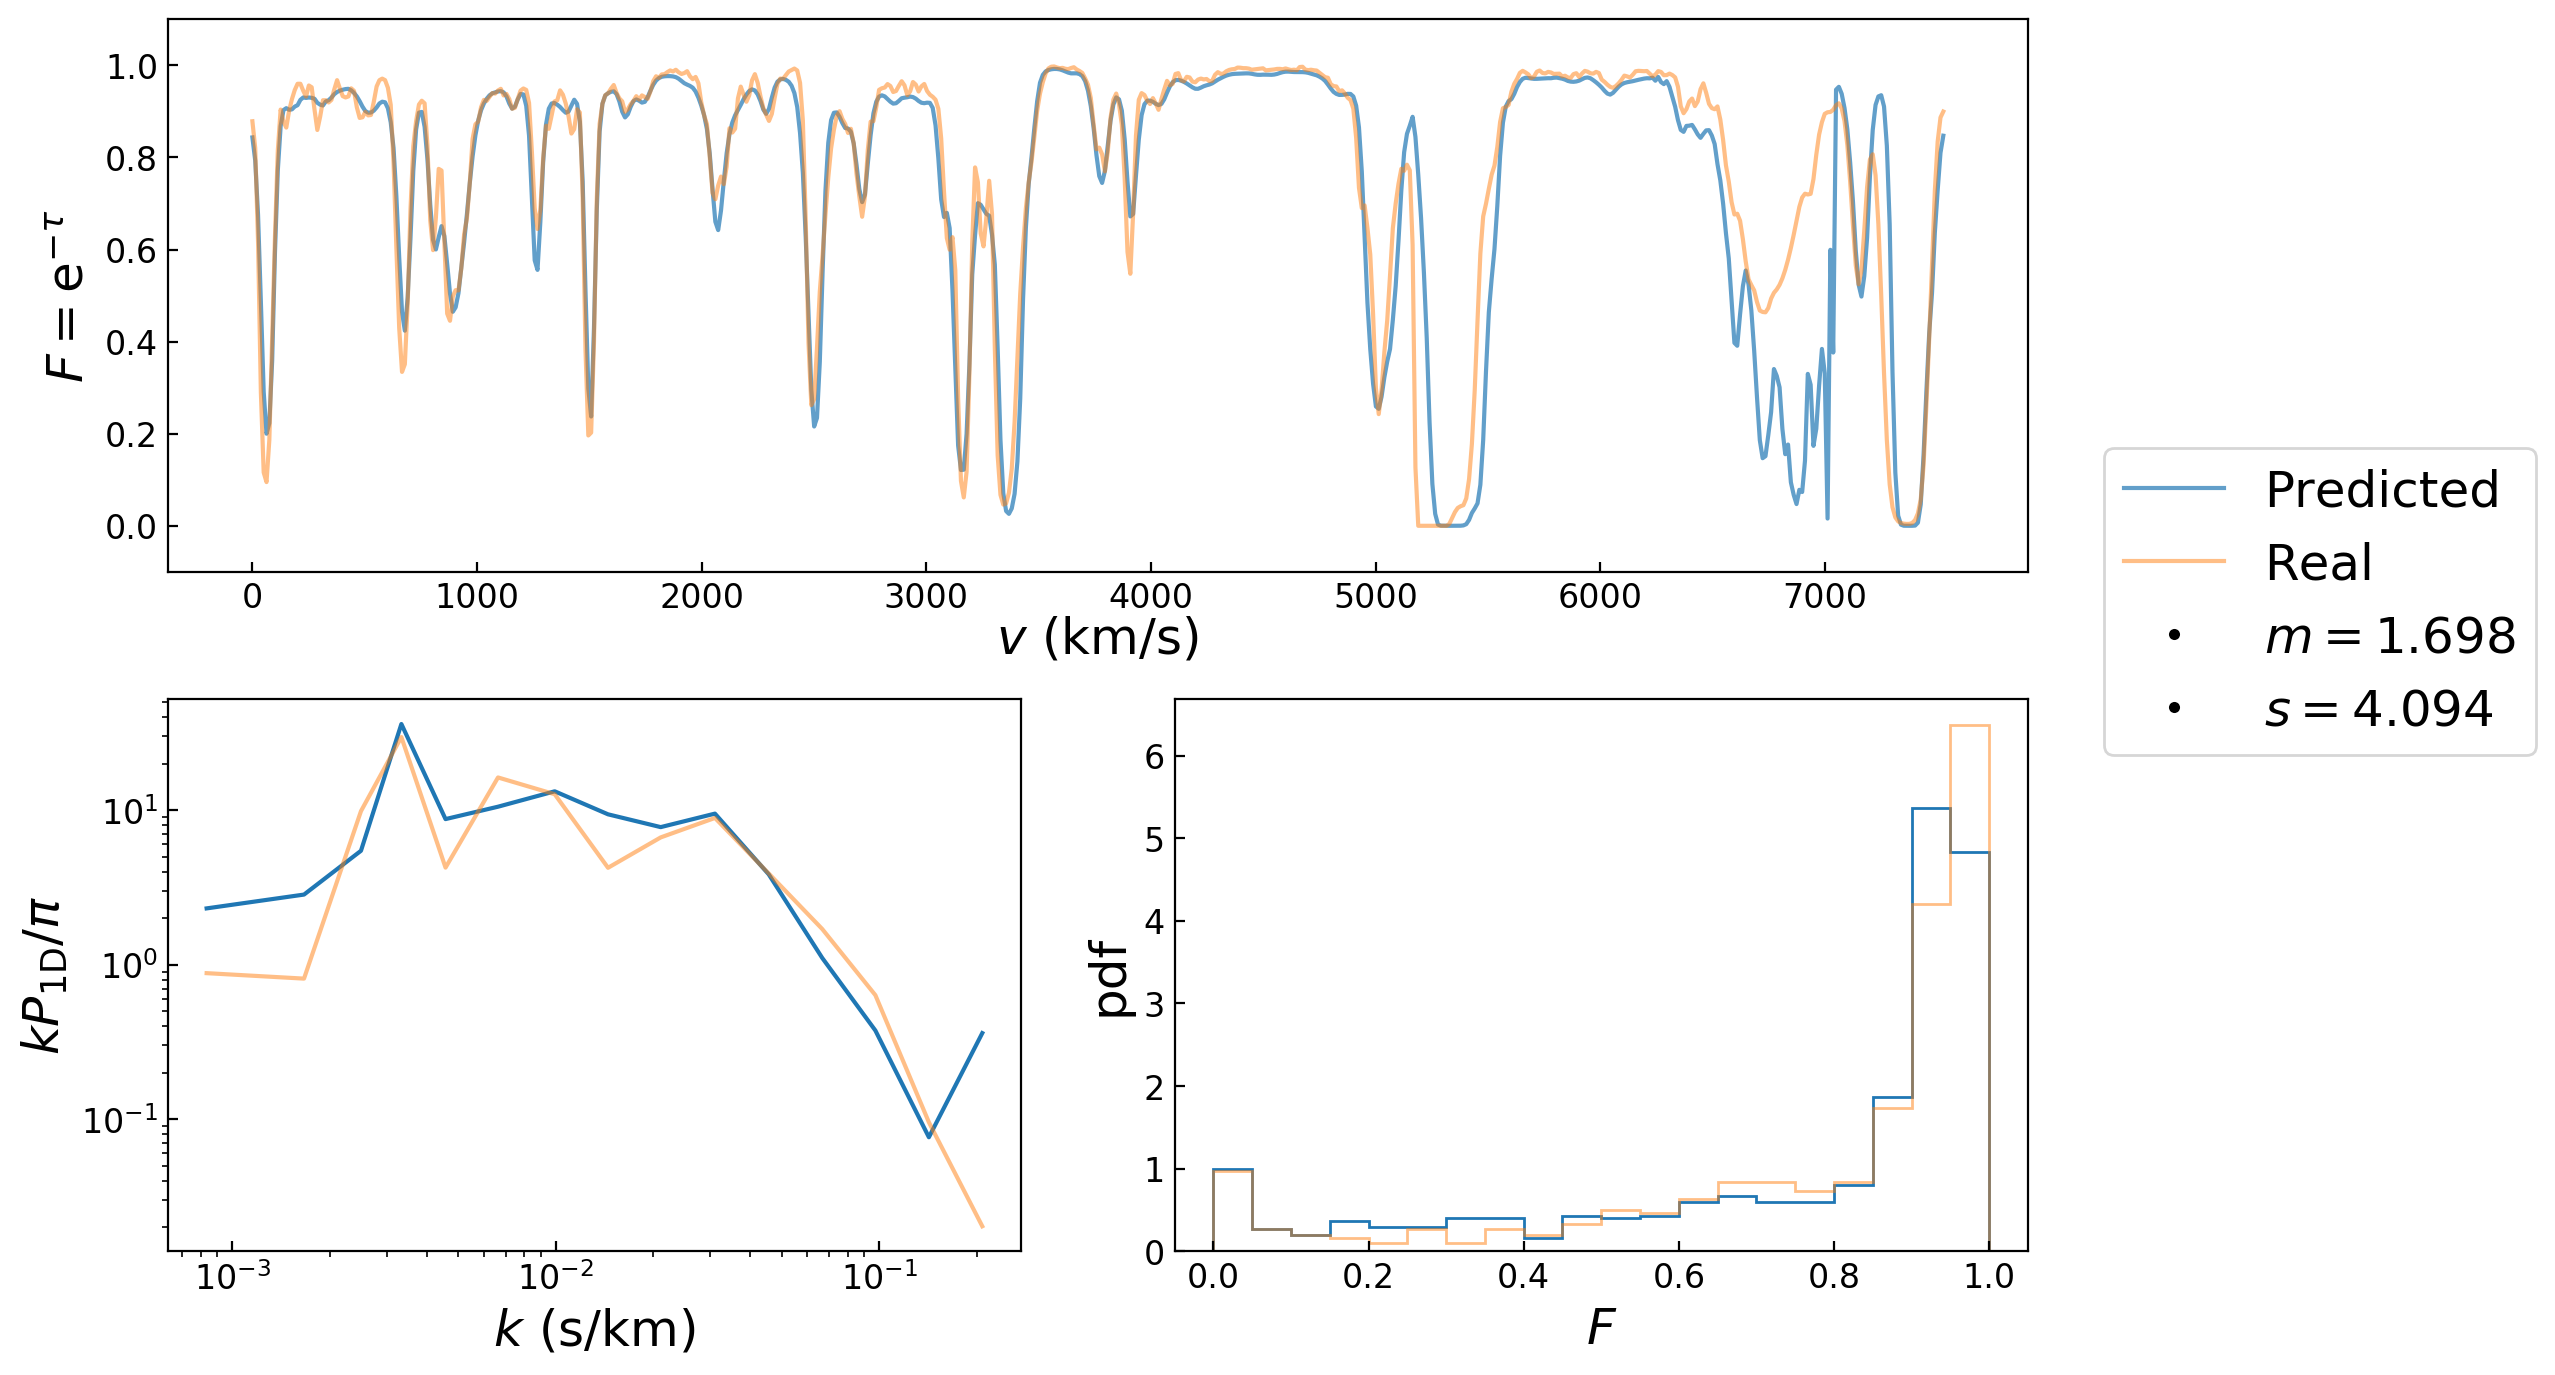 F = e^{-τ}
1.0
0.8
0.6
0.4
0.2
0.0
0 1000 2000 3000 4000 5000 6000 7000
v (km/s)
Predicted
Real
m = 1.698
s = 4.094
kP_{1D}/π
10^1
10^0
10^{-1}
10^{-3} 10^{-2} 10^{-1}
k (s/km)
pdf
6
5
4
3
2
1
0
0.0 0.2 0.4 0.6 0.8 1.0
F